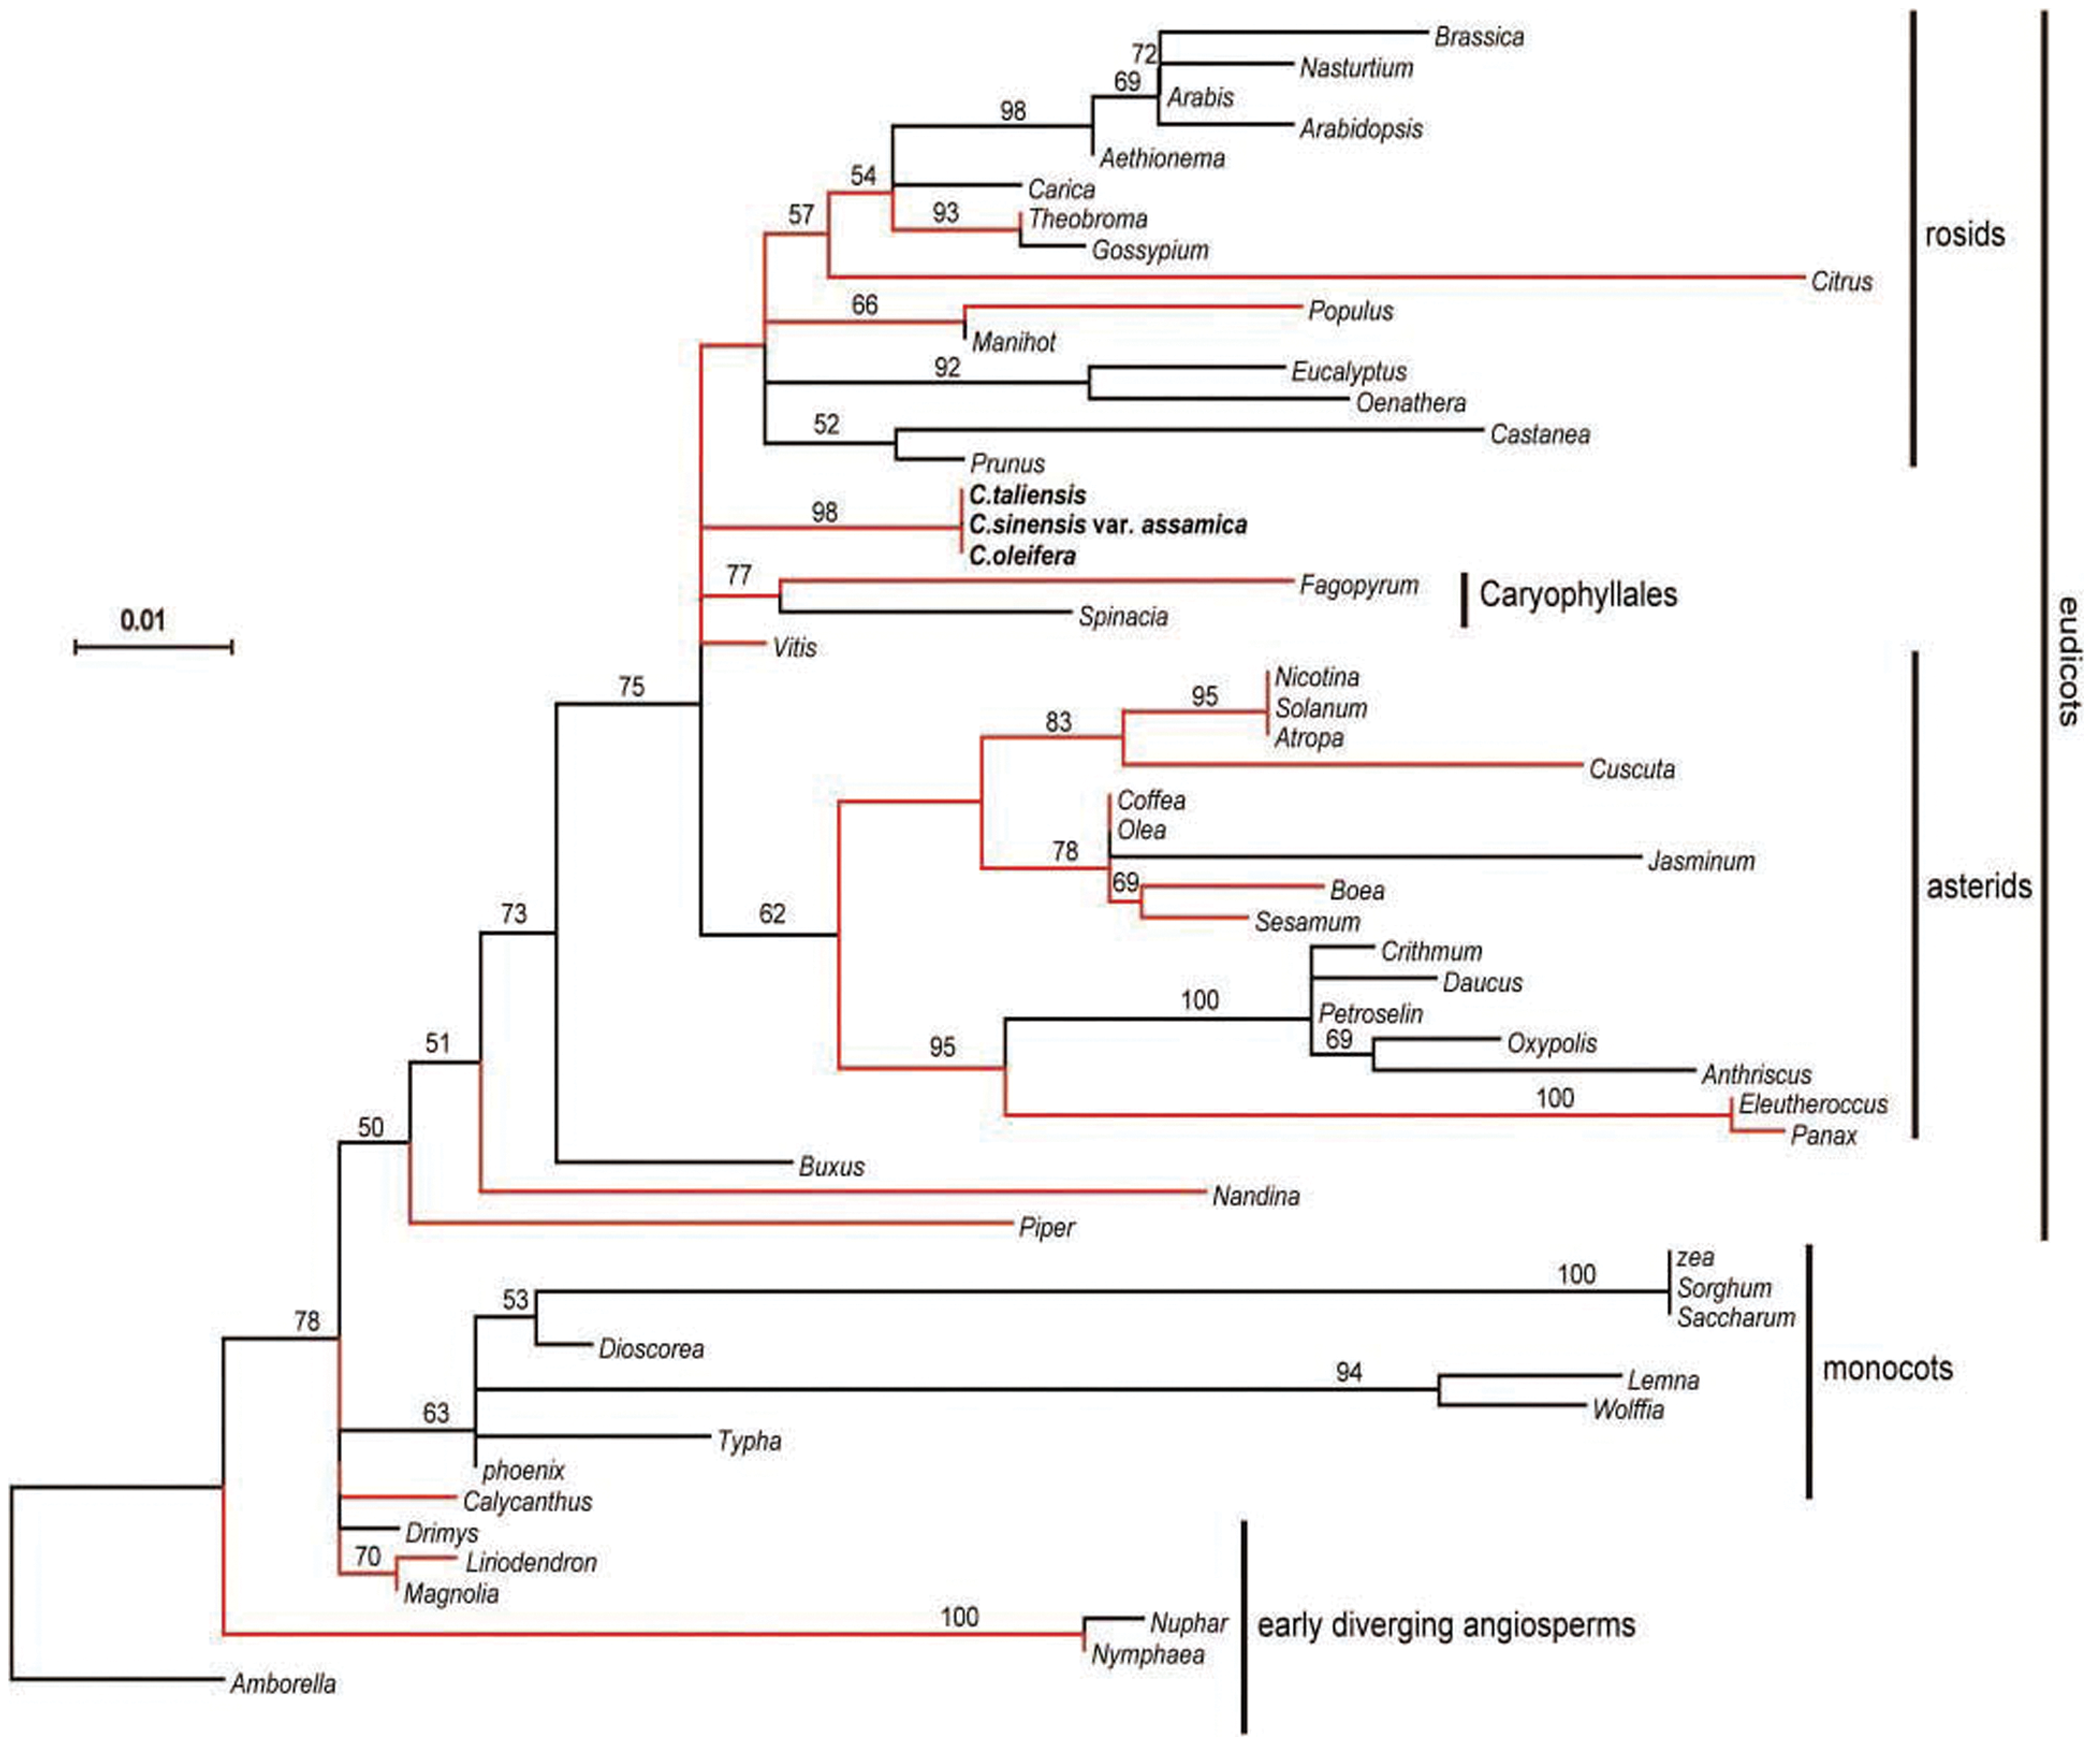 Brassica
72
Nasturtium
69
Arabis
98
Arabidopsis
Aethionema
54
Carica
57
93
Theobroma
rosids
Gossypium
Citrus
66
Populus
Manihot
92
Eucalyptus
Oenathera
52
Castanea
Prunus
C.taliensis
98
C.sinensis var. assamica
C.oleifera
77
Fagopyrum
Caryophyllales
0.01
Spinacia
eudicots
Vitis
75
Nicotina
95
Solanum
83
Atropa
Cuscuta
Coffea
Olea
78
Jasminum
69
Boea
asterids
73
62
Sesamum
Crithmum
Daucus
100
Petroselin
51
95
69
Oxypolis
Anthriscus
100
Eleutheroccus
50
Panax
Buxus
Nandina
Piper
zea
100
Sorghum
53
Saccharum
78
Dioscorea
94
monocots
Lemna
63
Wolffia
Typha
phoenix
Calycanthus
Drimys
70
Liriodendron
Magnolia
100
Nuphar
early diverging angiosperms
Nymphaea
Amborella